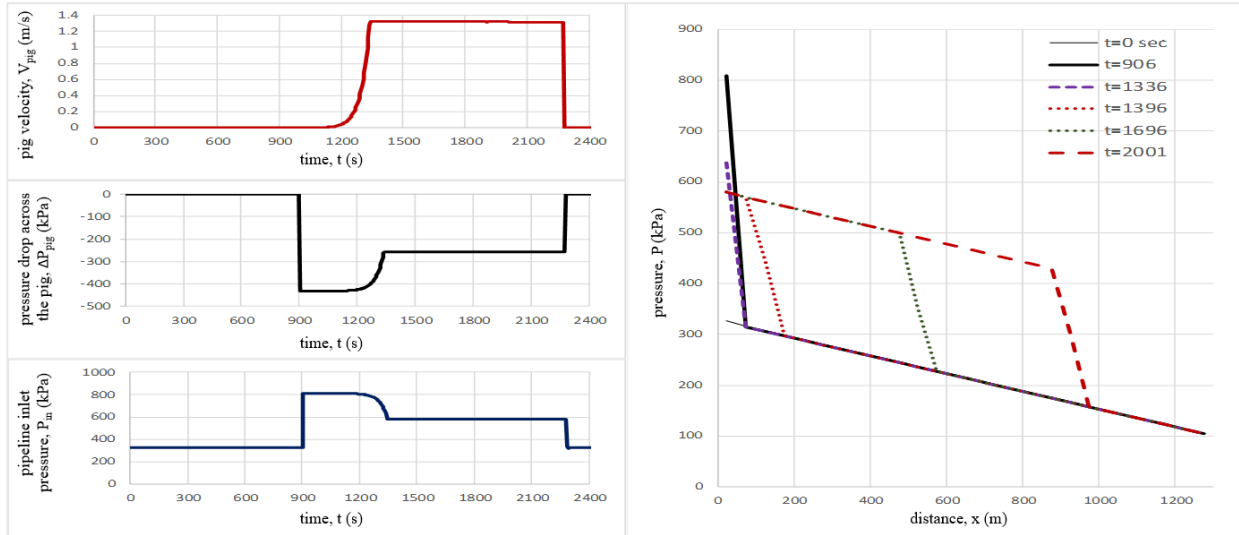 pig velocity, V_pig (m/s)
1.4
1.2
1
0.8
0.6
0.4
0.2
0
0 300 600 900 1200 1500 1800 2100 2400
time, t (s)
pressure drop across
the pig, ΔP_pig (kPa)
0
-100
-200
-300
-400
-500
0 300 600 900 1200 1500 1800 2100 2400
time, t (s)
pipeline inlet
pressure, P_in (kPa)
1000
800
600
400
200
0
0 300 600 900 1200 1500 1800 2100 2400
time, t (s)
pressure, P (kPa)
900
800
700
600
500
400
300
200
100
0
0 200 400 600 800 1000 1200
distance, x (m)
t=0 sec
t=906
t=1336
t=1396
t=1696
t=2001